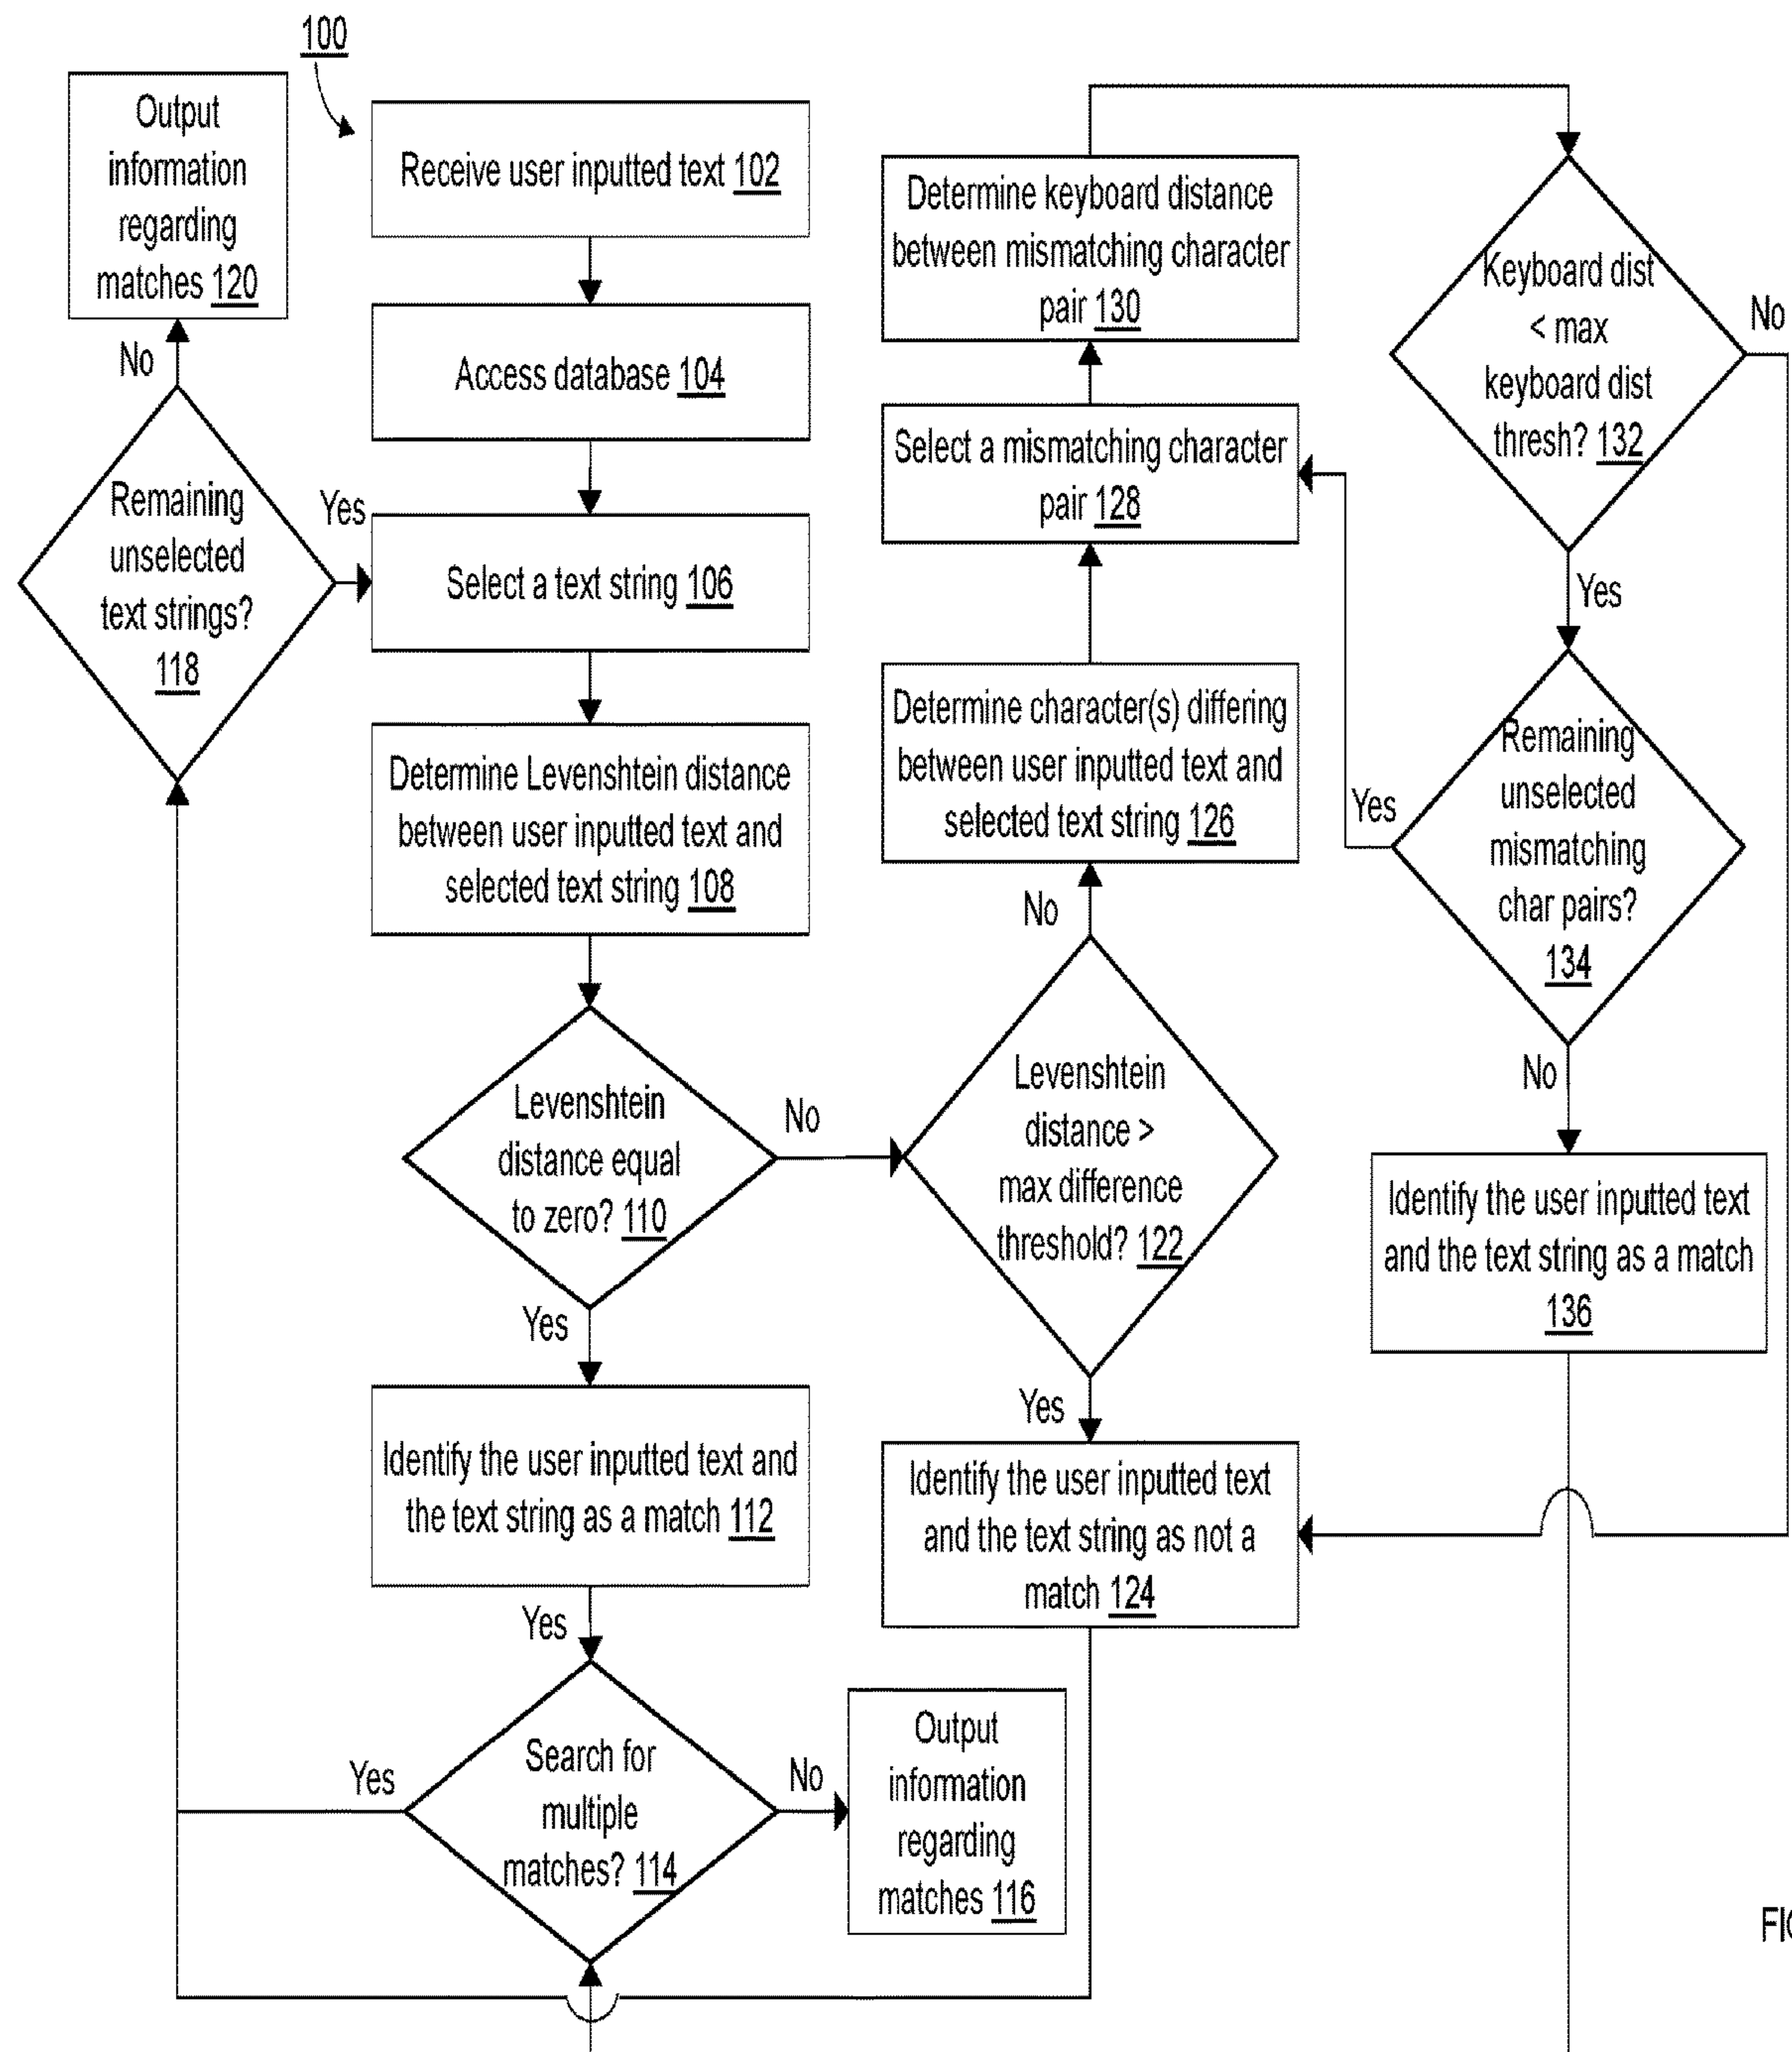 100
Output
information
regarding
matches 120
No
Remaining
unselected
text strings?
118
Yes
Receive user inputted text 102
Access database 104
Select a text string 106
Determine Levenshtein distance
between user inputted text and
selected text string 108
Levenshtein
distance equal
to zero? 110
No
Yes
Identify the user inputted text and
the text string as a match 112
Yes
Search for
multiple
matches? 114
Yes
No
Output
information
regarding
matches 116
Levenshtein
distance >
max difference
threshold? 122
No
Yes
Identify the user inputted text
and the text string as not a
match 124
Determine character(s) differing
between user inputted text and
selected text string 126
Select a mismatching character
pair 128
Determine keyboard distance
between mismatching character
pair 130
Keyboard dist
< max
keyboard dist
thresh? 132
No
Yes
Remaining
unselected
mismatching
char pairs?
134
Yes
No
Identify the user inputted text
and the text string as a match
136